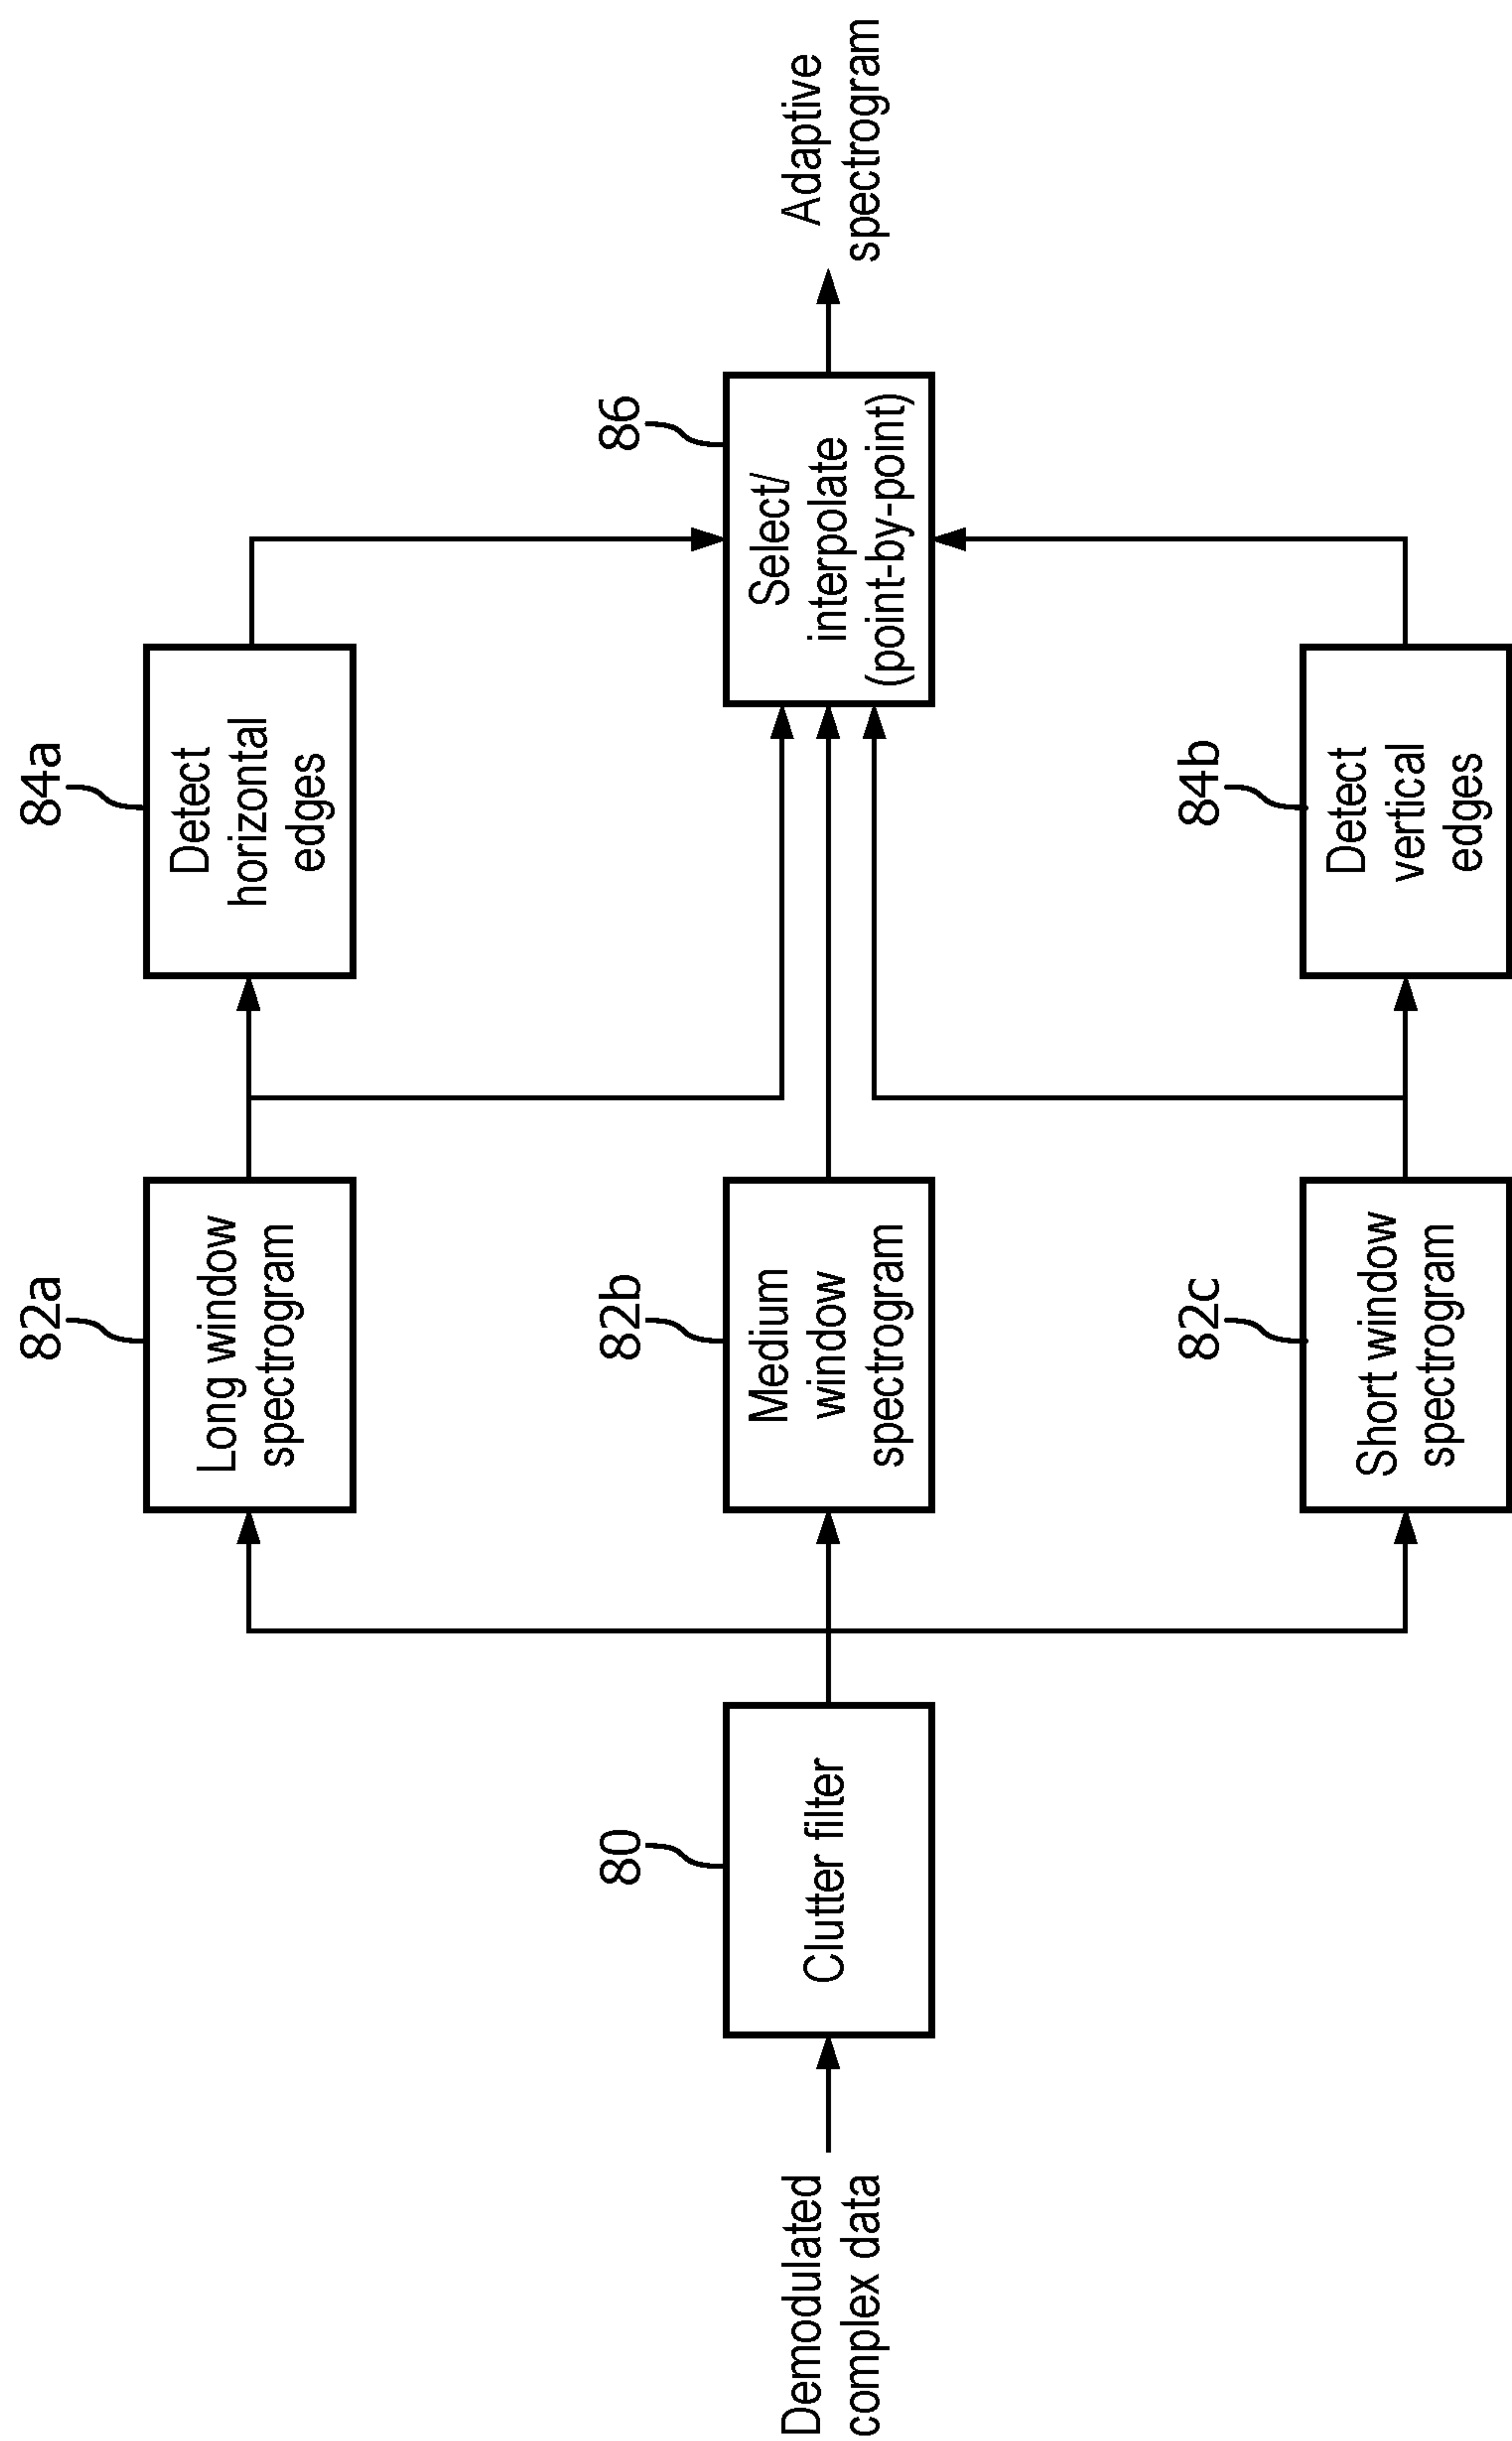 Demodulated
complex data
80
Clutter filter
82a
Long window
spectrogram
82b
Medium
window
spectrogram
82c
Short window
spectrogram
84a
Detect
horizontal
edges
84b
Detect
vertical
edges
86
Select/
interpolate
(point-by-point)
Adaptive
spectrogram